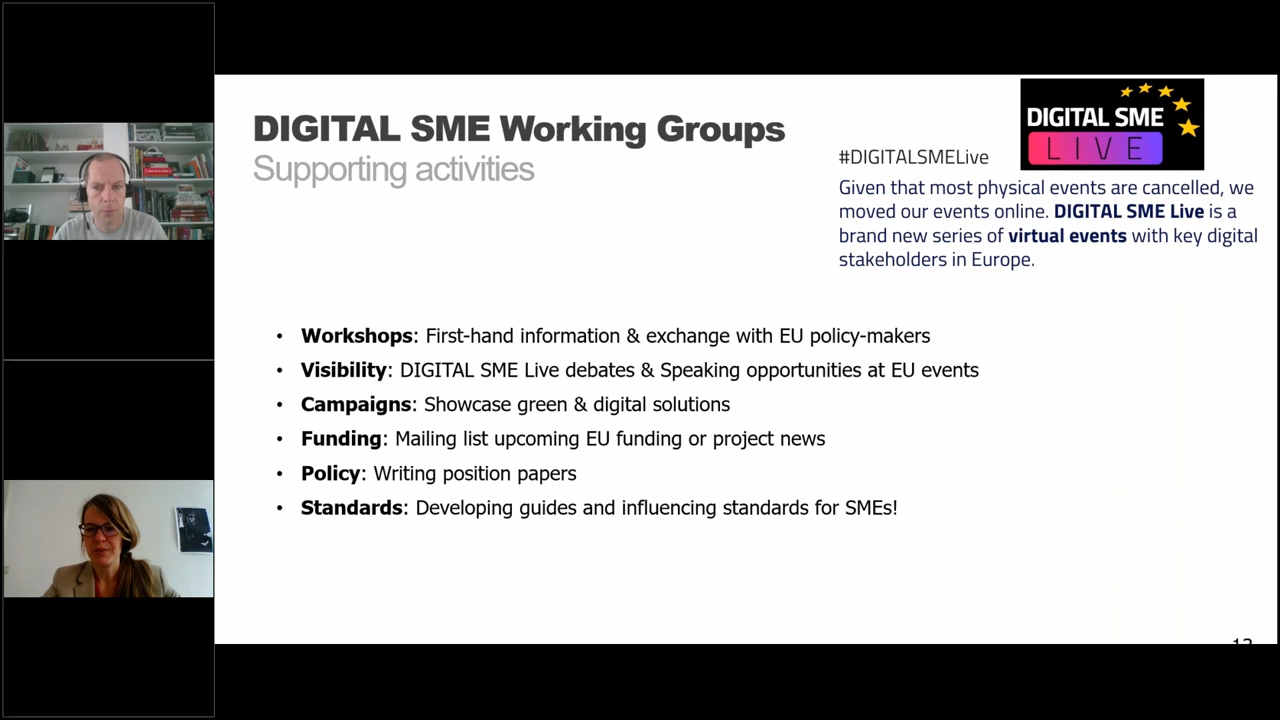 DIGITAL SME Working Groups
Supporting activities
DIGITAL SME
LIVE
#DIGITALSMELive
Given that most physical events are cancelled, we
moved our events online. DIGITAL SME Live is a
brand new series of virtual events with key digital
stakeholders in Europe.
• Workshops: First-hand information & exchange with EU policy-makers
• Visibility: DIGITAL SME Live debates & Speaking opportunities at EU events
• Campaigns: Showcase green & digital solutions
• Funding: Mailing list upcoming EU funding or project news
• Policy: Writing position papers
• Standards: Developing guides and influencing standards for SMEs!